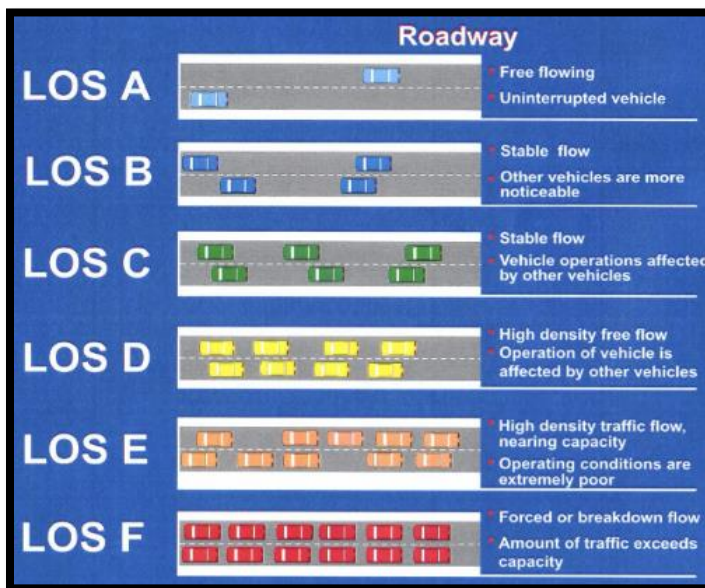 Roadway
LOS A
* Free flowing
* Uninterrupted vehicle
LOS B
* Stable flow
* Other vehicles are more
noticeable
LOS C
* Stable flow
* Vehicle operations affected
by other vehicles
LOS D
* High density free flow
* Operation of vehicle is
affected by other vehicles
LOS E
* High density traffic flow,
nearing capacity
* Operating conditions are
extremely poor
LOS F
* Forced or breakdown flow
* Amount of traffic exceeds
capacity